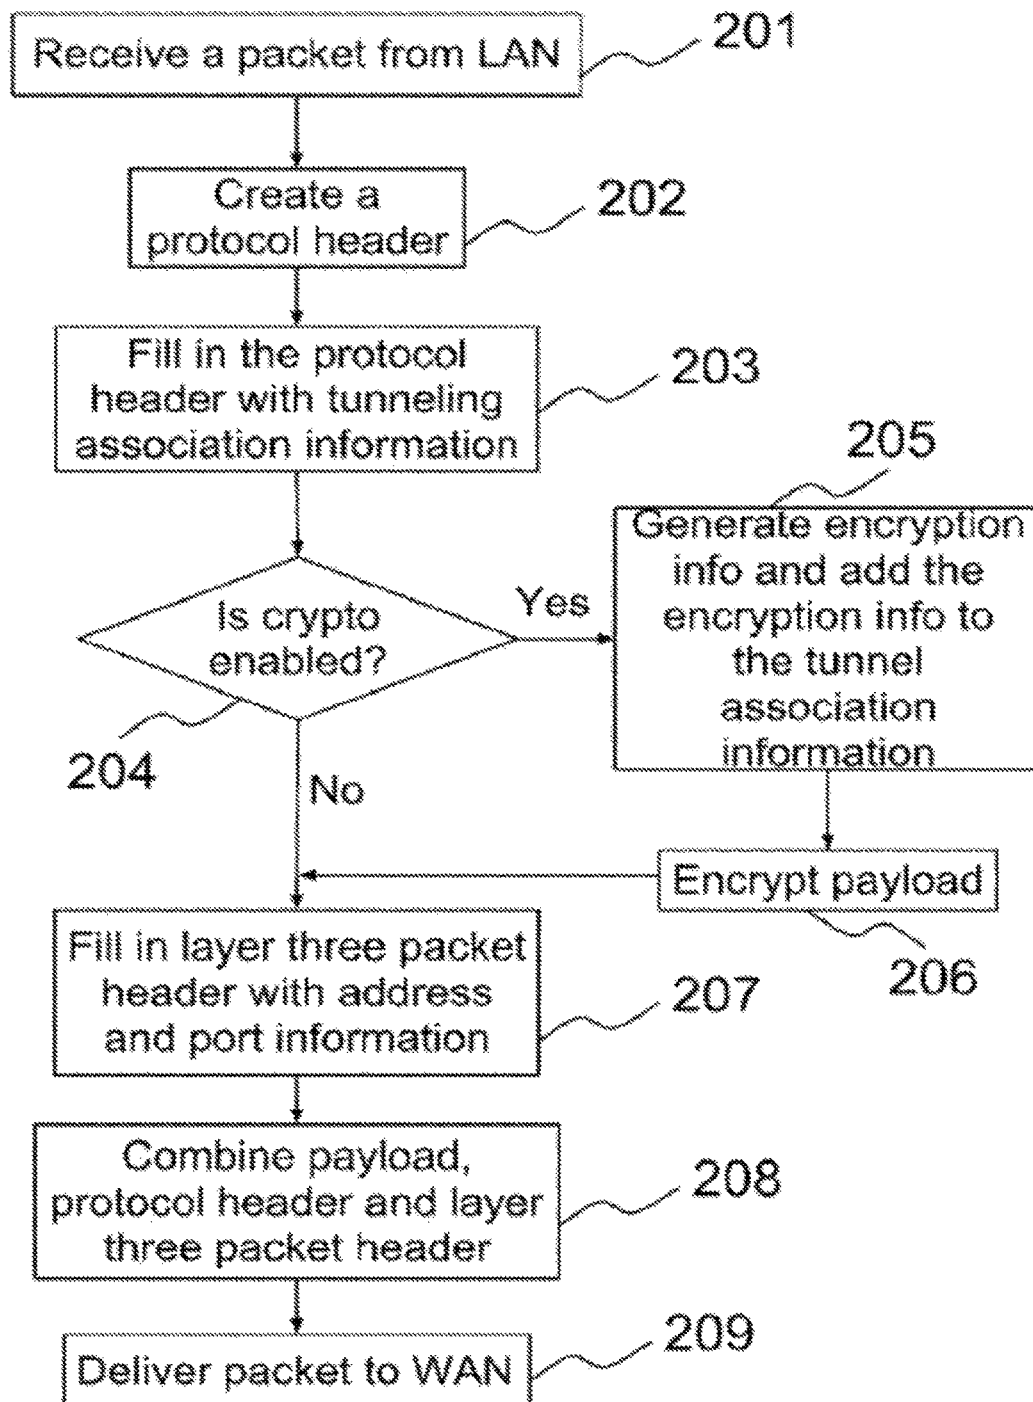 Receive a packet from LAN
201
Create a
protocol header
202
Fill in the protocol
header with tunneling
association information
203
Is crypto
enabled?
204
Yes
205
Generate encryption
info and add the
encryption info to
the tunnel
association
information
No
Encrypt payload
206
Fill in layer three packet
header with address
and port information
207
Combine payload,
protocol header and layer
three packet header
208
Deliver packet to WAN
209